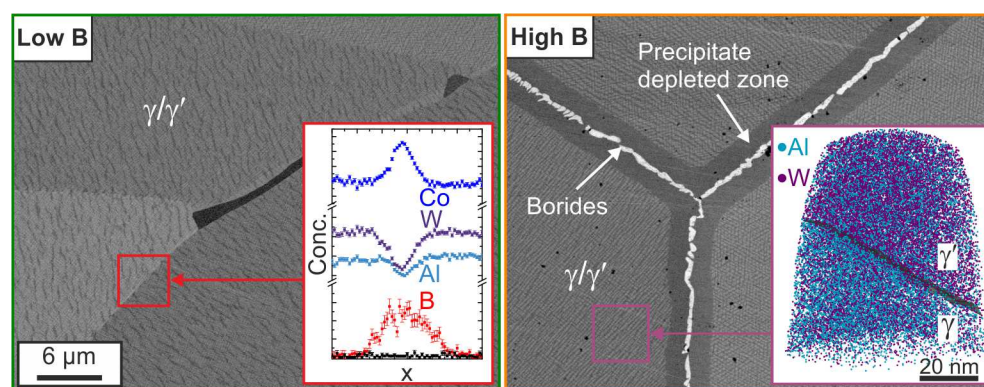 Low B
γ/γ′
6 µm
Conc.
Co
W
Al
B
x
High B
Precipitate
depleted zone
Borides
γ/γ′
Al
W
γ′
γ
20 nm